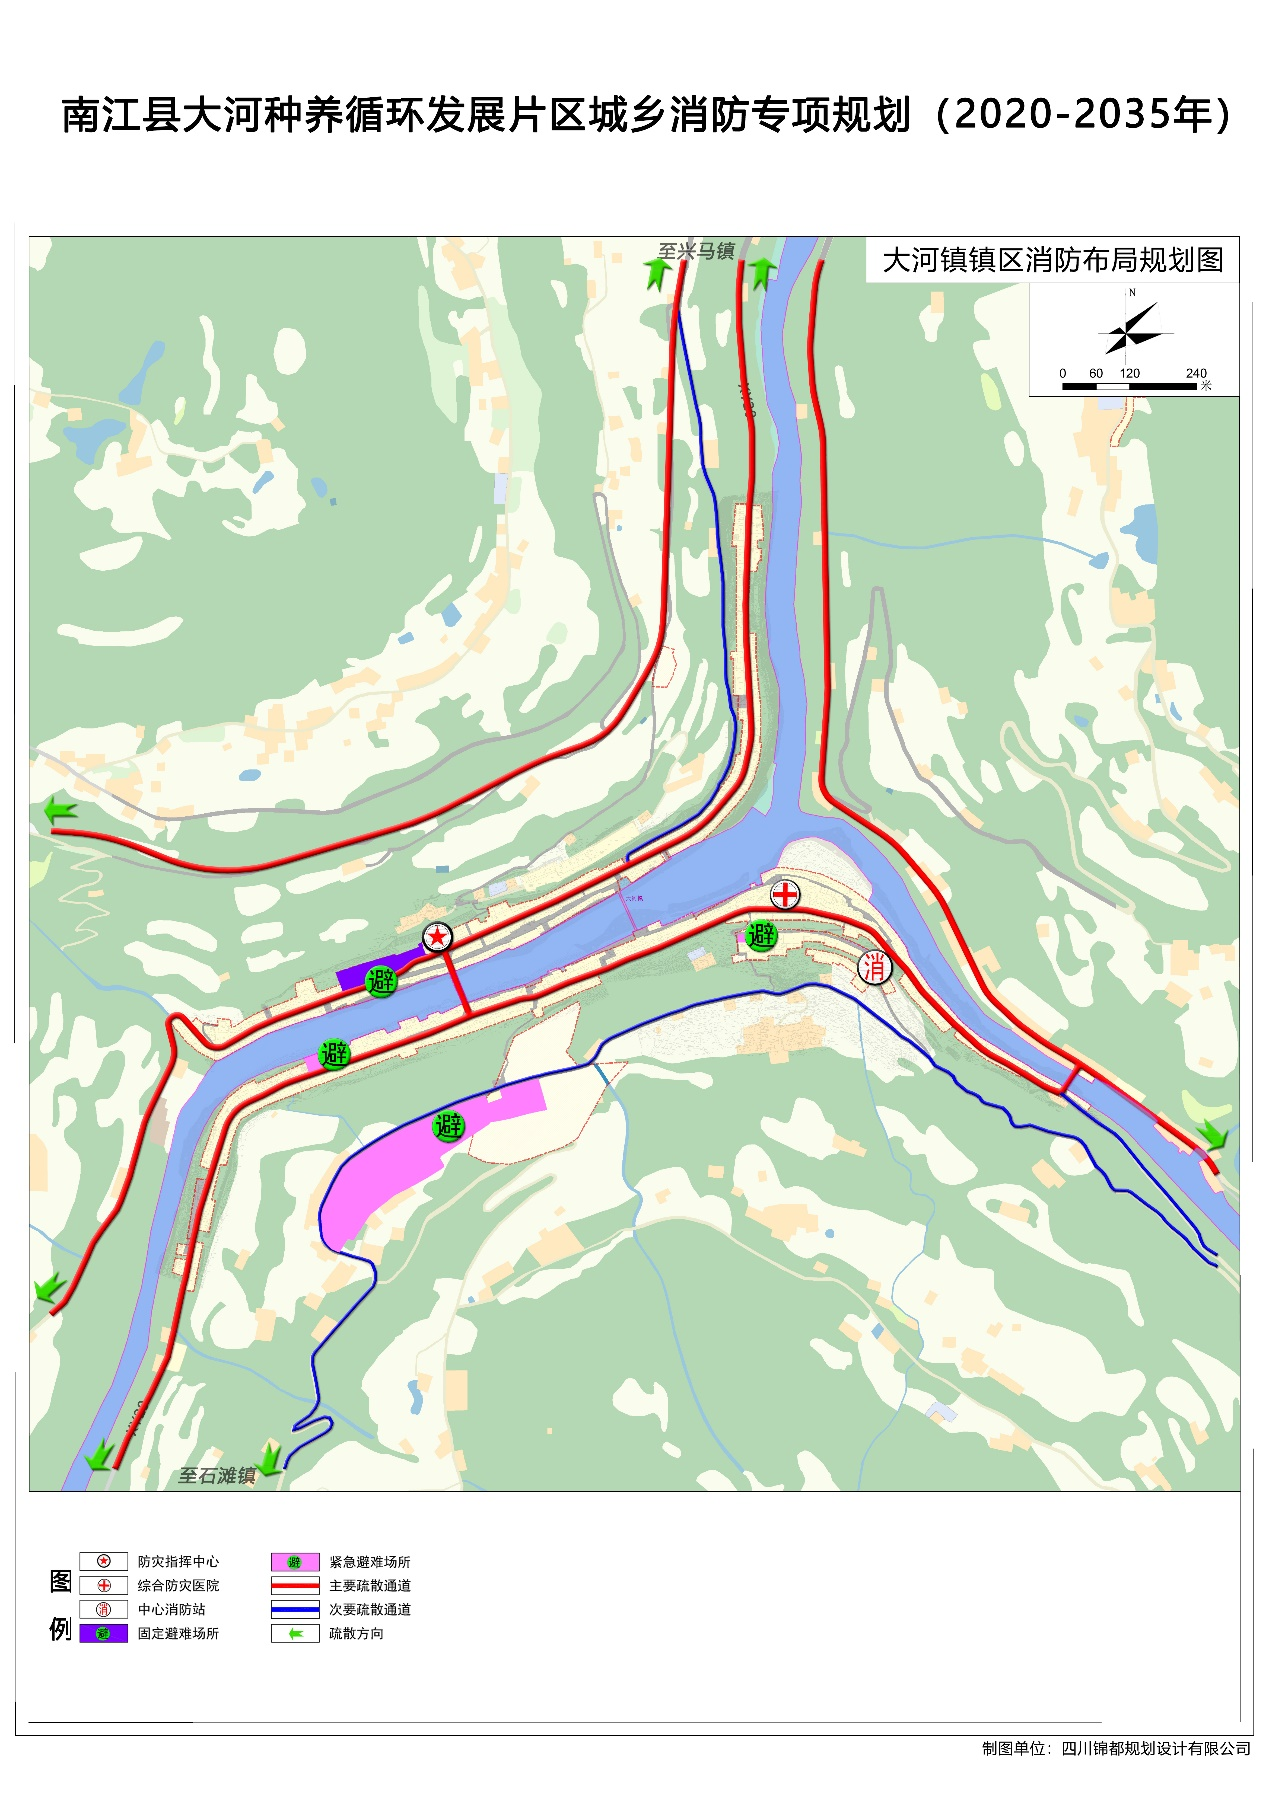 南江县大河种养循环发展片区城乡消防专项规划（2020-2035年）
至兴马镇
大河镇镇区消防布局规划图
N
0 60 120 240
米
避
消
避
避
避
至石滩镇
图例
防灾指挥中心
综合防灾医院
消 中心消防站
避 固定避难场所
避 紧急避难场所
主要疏散通道
次要疏散通道
疏散方向
制图单位：四川锦都规划设计有限公司